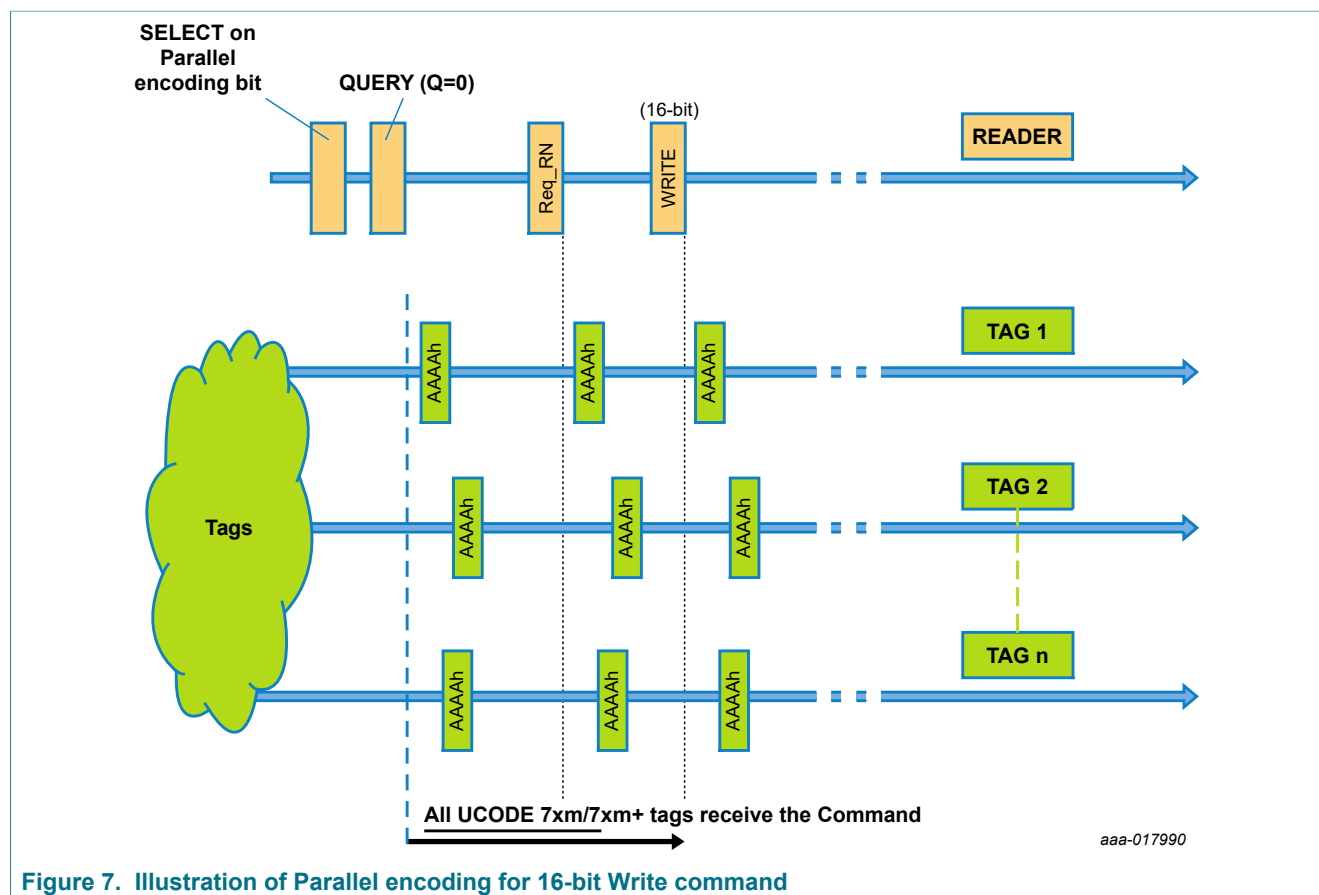 SELECT on
Parallel
encoding bit
QUERY (Q=0)
(16-bit)
Req_RN
WRITE
READER
AAAAh
AAAAh
AAAAh
TAG 1
Tags
AAAAh
AAAAh
AAAAh
TAG 2
AAAAh
AAAAh
AAAAh
TAG n
All UCODE 7xm/7xm+ tags receive the Command
aaa-017990
Figure 7. Illustration of Parallel encoding for 16-bit Write command